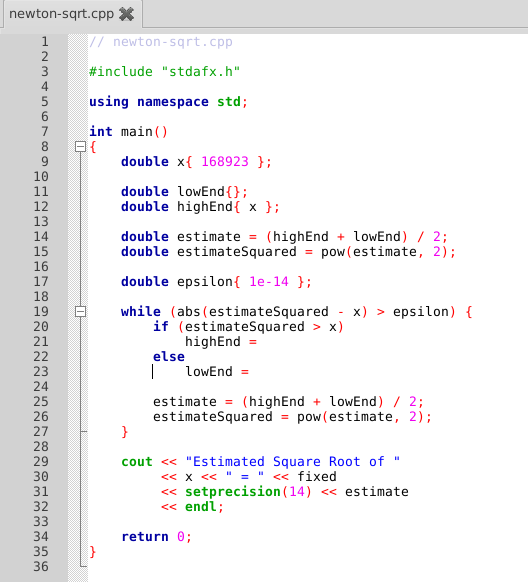 newton-sqrt.cpp
1 // newton-sqrt.cpp
2
3 #include "stdafx.h"
4
5 using namespace std;
6
7 int main()
8 {
9     double x{ 168923 };
10
11     double lowEnd{};
12     double highEnd{ x };
13
14     double estimate = (highEnd + lowEnd) / 2;
15     double estimateSquared = pow(estimate, 2);
16
17     double epsilon{ 1e-14 };
18
19     while (abs(estimateSquared - x) > epsilon) {
20         if (estimateSquared > x)
21             highEnd =
22         else
23             lowEnd =
24
25         estimate = (highEnd + lowEnd) / 2;
26         estimateSquared = pow(estimate, 2);
27     }
28
29     cout << "Estimated Square Root of "
30          << x << " = " << fixed
31          << setprecision(14) << estimate
32          << endl;
33
34     return 0;
35 }
36